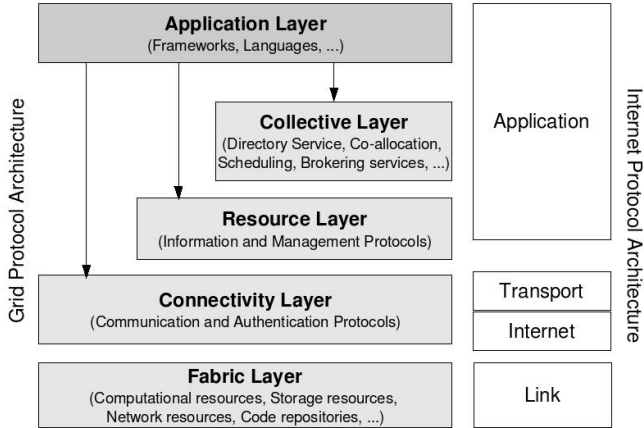 Application Layer
(Frameworks, Languages, ...)
Collective Layer
(Directory Service, Co-allocation,
Scheduling, Brokering services, ...)
Resource Layer
(Information and Management Protocols)
Connectivity Layer
(Communication and Authentication Protocols)
Fabric Layer
(Computational resources, Storage resources,
Network resources, Code repositories, ...)
Grid Protocol Architecture
Application
Transport
Internet
Link
Internet Protocol Architecture